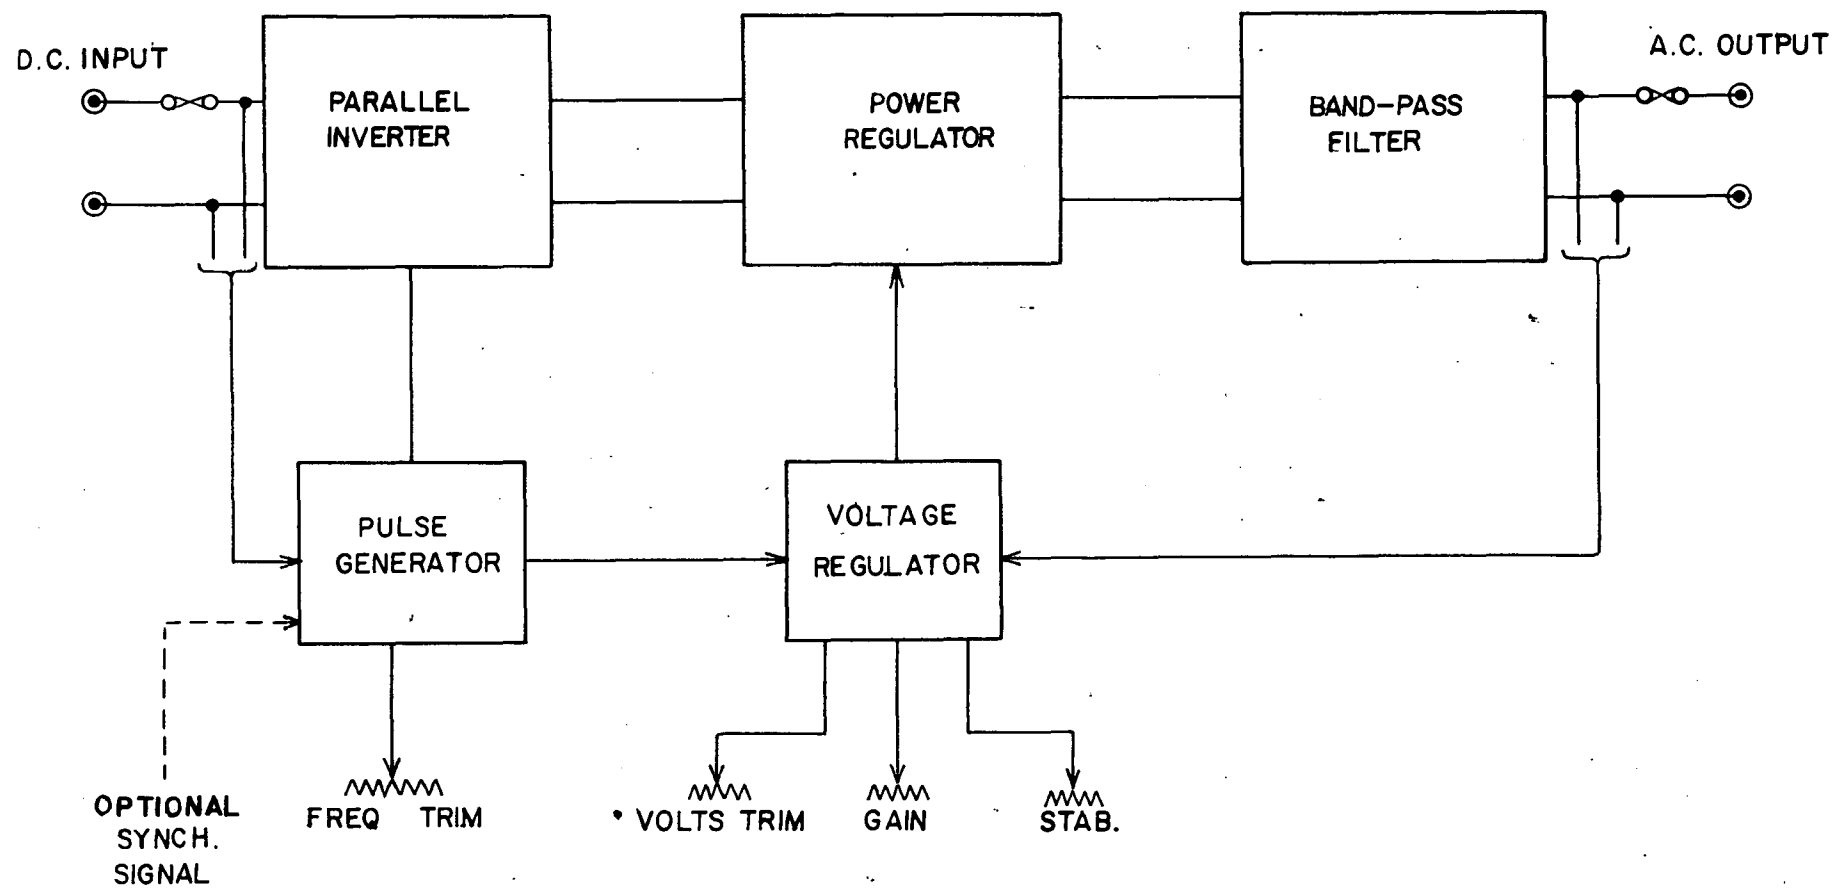 D.C. INPUT
PARALLEL
INVERTER
POWER
REGULATOR
BAND-PASS
FILTER
A.C. OUTPUT
PULSE
GENERATOR
VOLTAGE
REGULATOR
OPTIONAL
SYNCH.
SIGNAL
FREQ TRIM
VOLTS TRIM
GAIN
STAB.